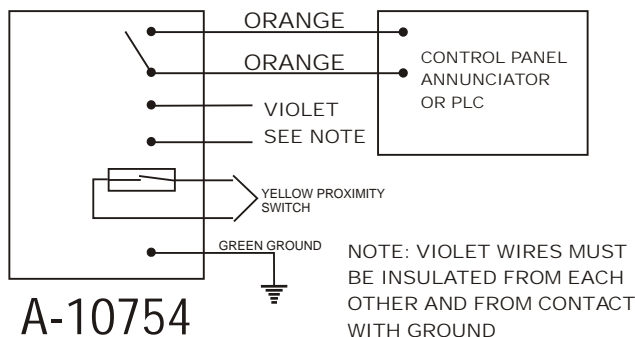 ORANGE
ORANGE
CONTROL PANEL
ANNUNCIATOR
OR PLC
VIOLET
SEE NOTE
YELLOW PROXIMITY
SWITCH
GREEN GROUND
NOTE: VIOLET WIRES MUST
BE INSULATED FROM EACH
OTHER AND FROM CONTACT
WITH GROUND
A-10754